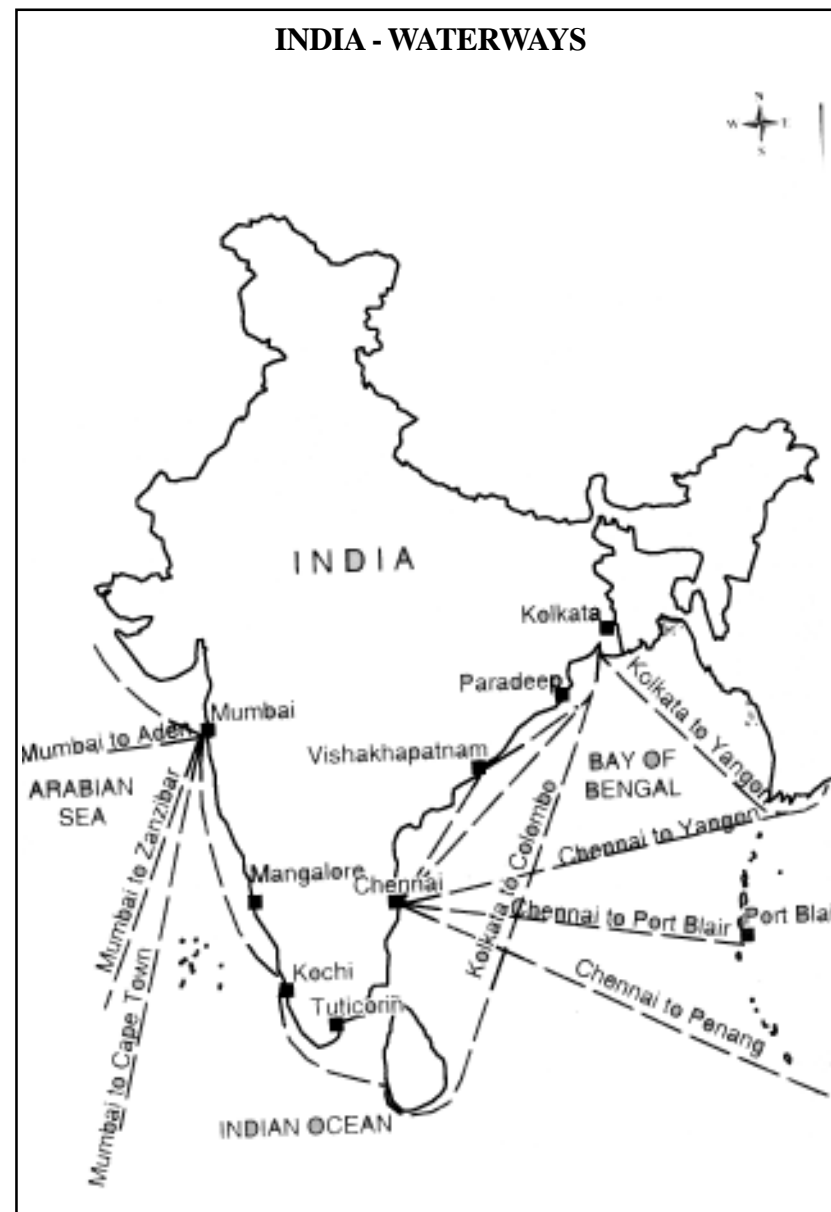 INDIA - WATERWAYS
N
W E
S
INDIA
Kolkata
Paradeep
Mumbai
Mumbai to Aden
Vishakhapatnam
BAY OF
BENGAL
Kolkata to Yangon
ARABIAN
SEA
Mumbai to Zanzibar
Mumbai to Cape Town
Mangalore
Chennai
Kolkata to Colombo
Chennai to Yangon
Chennai to Port Blair
Port Blai
Chennai to Penang
Kochi
Tuticorin
INDIAN OCEAN